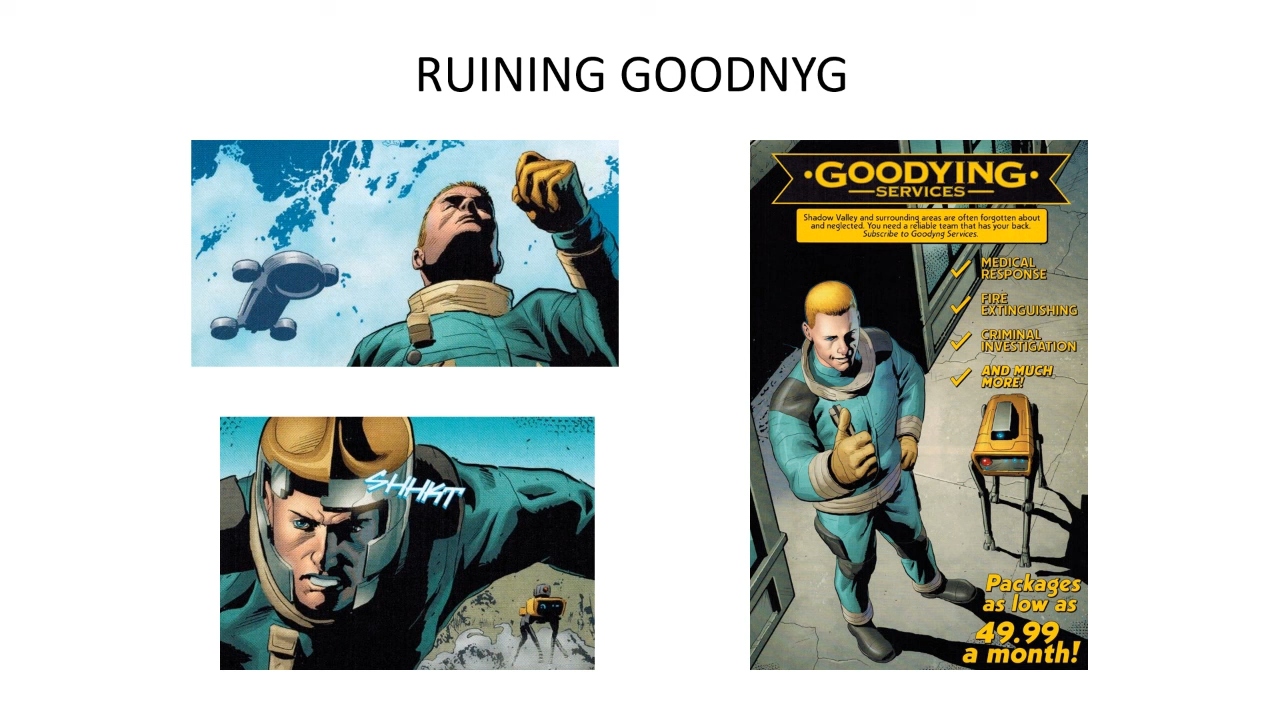 RUINING GOODNYG
SHHKT
·GOODYING·
SERVICES
Shadow Valley and surrounding areas are often forgotten about
and neglected. You need a reliable team that has your back.
Subscribe to Goodyng Services.
MEDICAL
RESPONSE
FIRE
EXTINGUISHING
CRIMINAL
INVESTIGATION
AND MUCH
MORE!
Packages
as low as
49.99
a month!